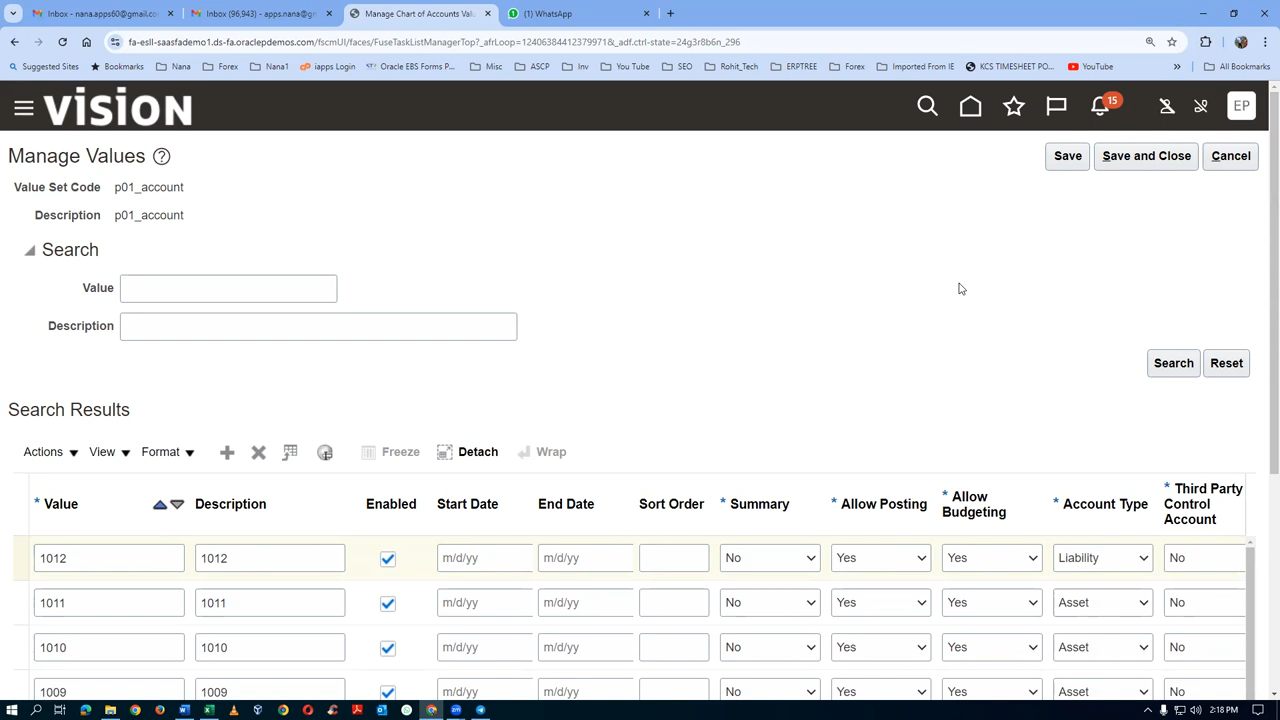 Inbox - nana.apps60@gmail.co
Inbox (96,943) - apps.nana@g
Manage Chart of Accounts Valu
(1) WhatsApp
fa-esll-saasfademo1.ds-fa.oraclepdemos.com/fscmUI/faces/FuseTaskListManagerTop?_afrLoop=12406384412379971&_adf.ctrl-state=24g3r8b6n_296
Suggested Sites Bookmarks Nana Forex Nana1 iapps Login Oracle EBS Forms P... Misc ASCP Inv You Tube SEO Rohi_Tech ERPTREE Forex Imported From IE KCS TIMESHEET PO... YouTube » All Bookmarks
VISION
15
EP
Manage Values
Save Save and Close Cancel
Value Set Code p01_account
Description p01_account
Search
Value
Description
Search Reset
Search Results
Actions View Format Freeze Detach Wrap
* Value Description Enabled Start Date End Date Sort Order * Summary * Allow Posting * Allow Budgeting * Account Type * Third Party Control Account
1012 1012 m/d/yy m/d/yy No Yes Yes Liability No
1011 1011 m/d/yy m/d/yy No Yes Yes Asset No
1010 1010 m/d/yy m/d/yy No Yes Yes Asset No
1009 1009 m/d/yy m/d/yy No Yes Yes Asset No
2:18 PM